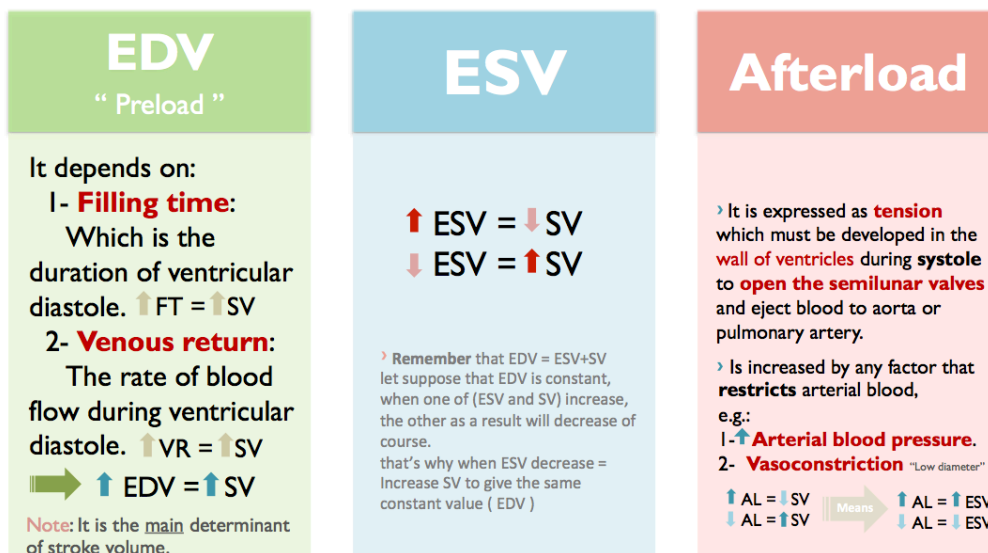 EDV
“ Preload ”
It depends on:
1- Filling time:
Which is the
duration of ventricular
diastole. ⬆FT = ⬆SV
2- Venous return:
The rate of blood
flow during ventricular
diastole. ⬆VR = ⬆SV
➡ ⬆ EDV = ⬆ SV
Note: It is the main determinant
of stroke volume.
ESV
⬆ ESV = ⬇ SV
⬇ ESV = ⬆ SV
› Remember that EDV = ESV+SV
let suppose that EDV is constant,
when one of (ESV and SV) increase,
the other as a result will decrease of
course.
that’s why when ESV decrease =
Increase SV to give the same
constant value ( EDV )
Afterload
› It is expressed as tension
which must be developed in the
wall of ventricles during systole
to open the semilunar valves
and eject blood to aorta or
pulmonary artery.
› Is increased by any factor that
restricts arterial blood,
e.g.:
1-⬆Arterial blood pressure.
2- Vasoconstriction “Low diameter”
⬆ AL = ⬇ SV
⬇ AL = ⬆ SV
Means
⬆ AL = ⬆ ESV
⬇ AL = ⬇ ESV